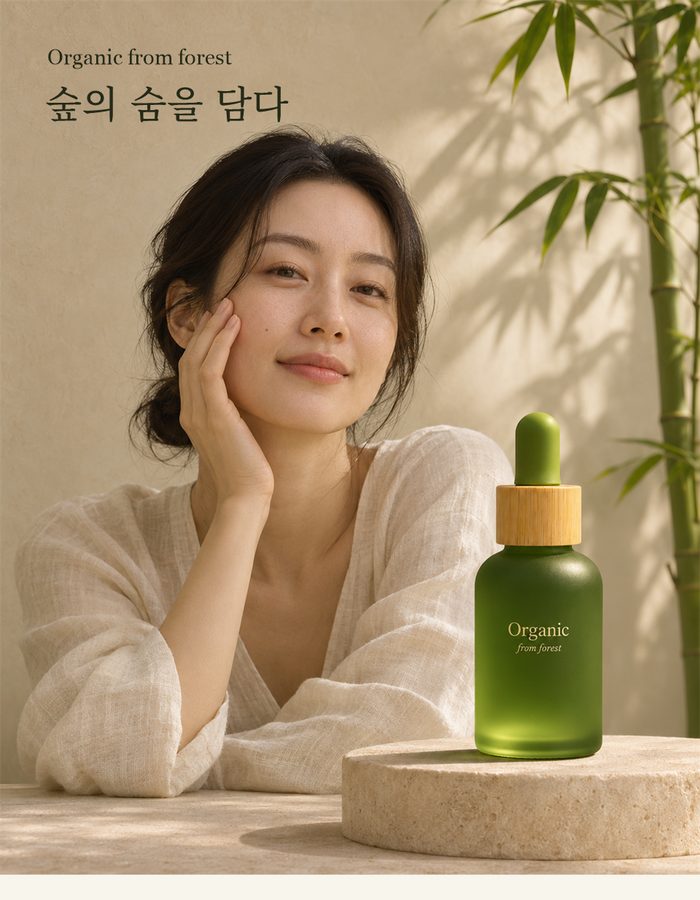 Organic from forest
숲의 숨을 담다
Organic
from forest